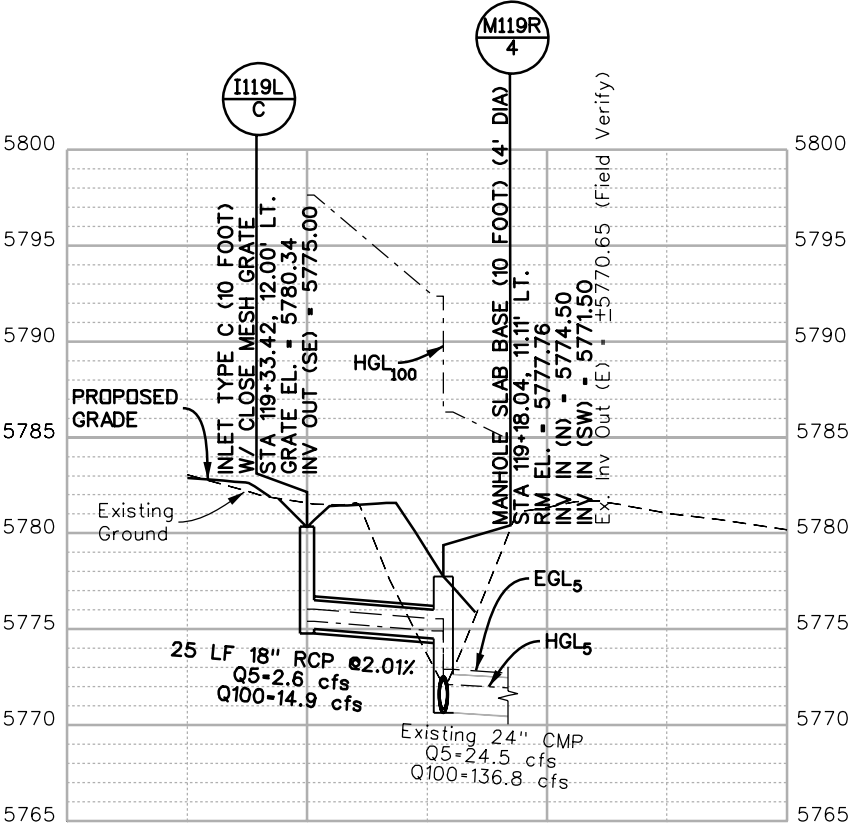 M119R
4
I119L
C
5800
5795
5790
5785
5780
5775
5770
5765
5800
5795
5790
5785
5780
5775
5770
5765
INLET TYPE C (10 FOOT)
W/ CLOSE MESH GRATE
STA 119+33.42, 12.00' LT.
GRATE EL. = 5780.34
INV OUT (SE) = 5775.00
MANHOLE SLAB BASE (10 FOOT) (4' DIA)
STA 119+18.04, 11.11' LT.
RIM EL. = 5777.76
INV IN (N) = 5774.50
INV IN (SW) = 5771.50
Ex. Inv Out (E) = ±5770.65 (Field Verify)
HGL100
PROPOSED
GRADE
Existing
Ground
EGL5
HGL5
25 LF 18" RCP @2.01%
Q5=2.6 cfs
Q100=14.9 cfs
Existing 24" CMP
Q5=24.5 cfs
Q100=136.8 cfs